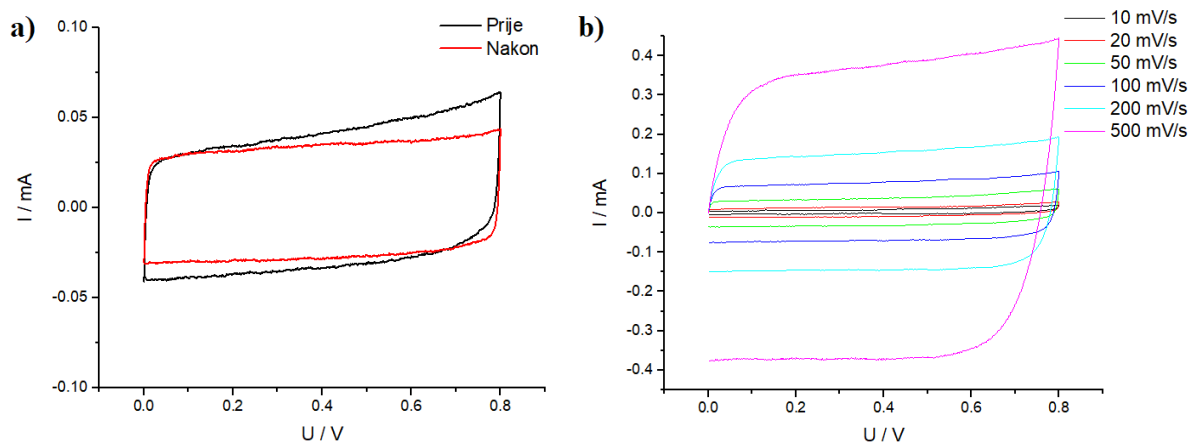 a)
Prije
Nakon
0.10
0.05
0.00
-0.05
-0.10
I / mA
0.0 0.2 0.4 0.6 0.8
U / V
b)
10 mV/s
20 mV/s
50 mV/s
100 mV/s
200 mV/s
500 mV/s
0.4
0.3
0.2
0.1
0.0
-0.1
-0.2
-0.3
-0.4
I / mA
0.0 0.2 0.4 0.6 0.8
U / V